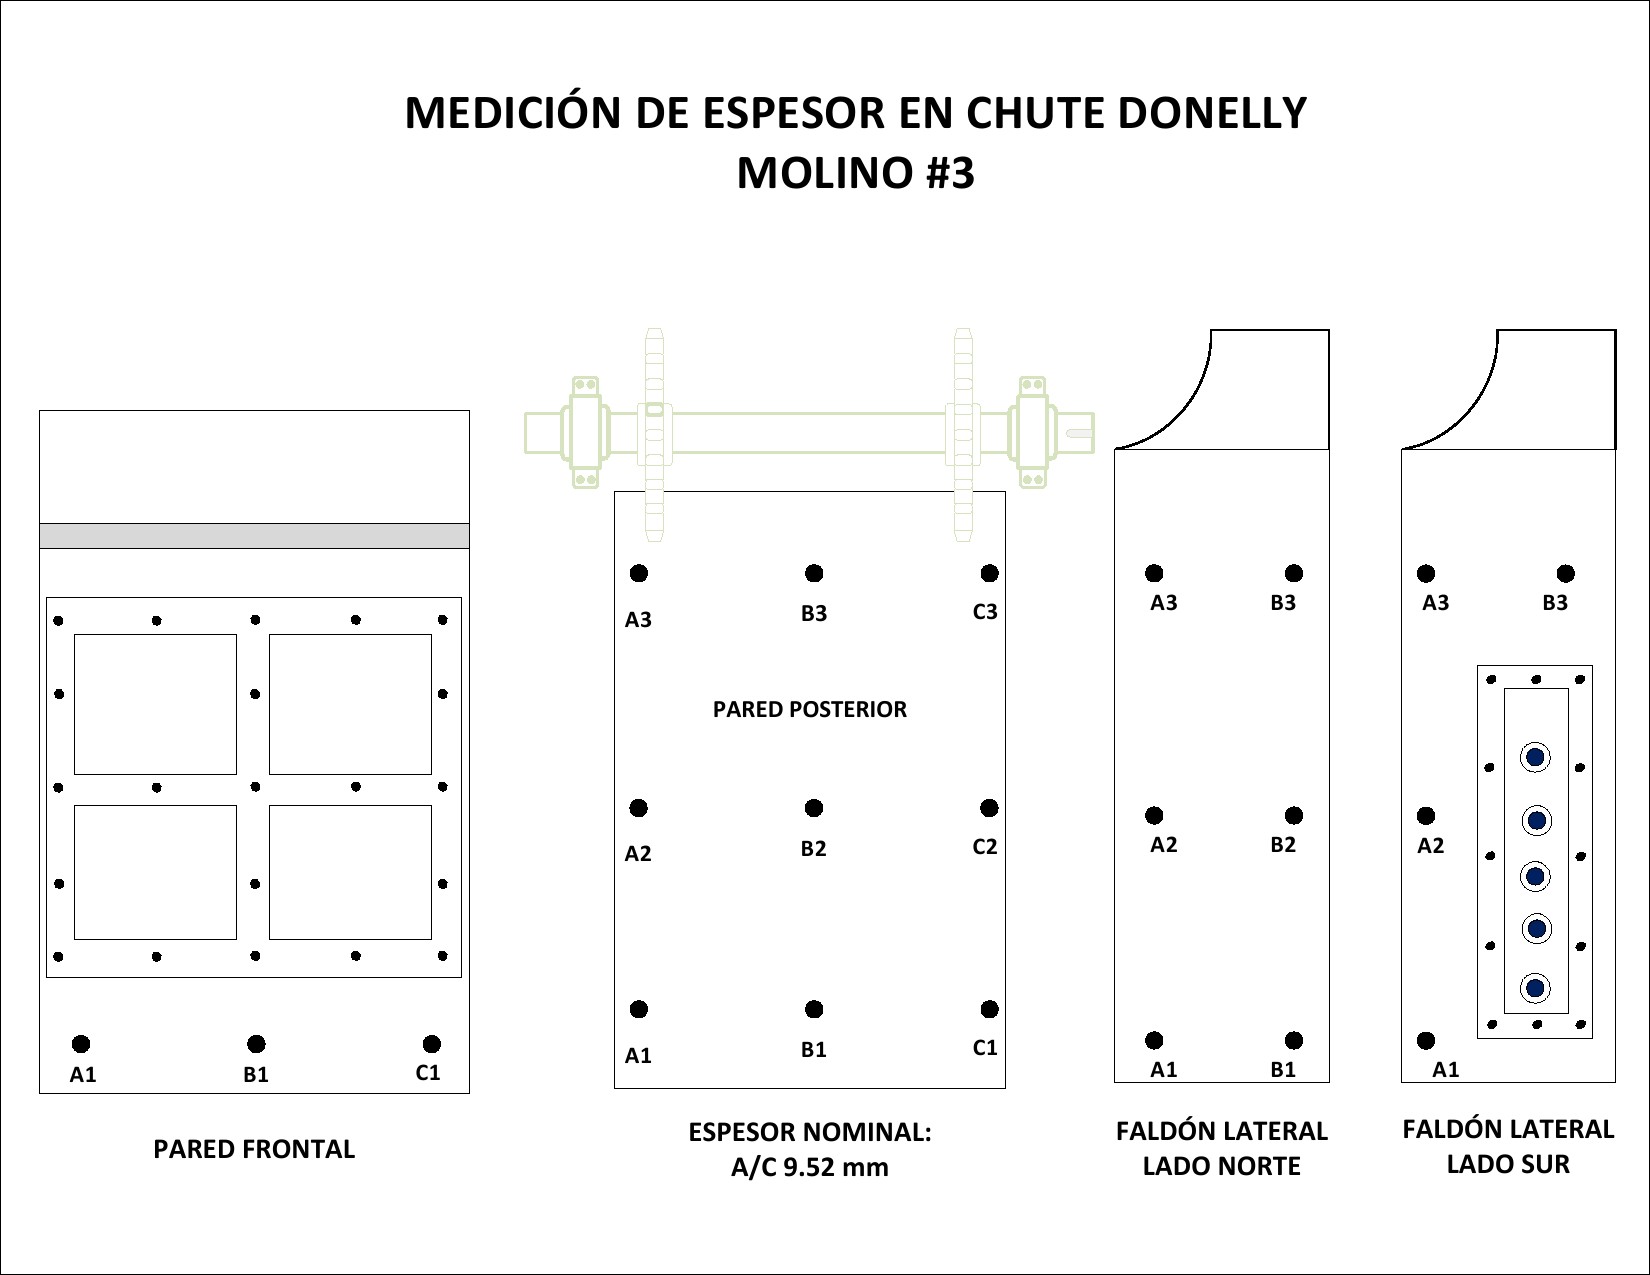 MEDICIÓN DE ESPESOR EN CHUTE DONELLY
MOLINO #3
A1
B1
C1
PARED FRONTAL
A3
B3
C3
PARED POSTERIOR
A2
B2
C2
A1
B1
C1
ESPESOR NOMINAL:
A/C 9.52 mm
A3
B3
A2
B2
A1
B1
FALDÓN LATERAL
LADO NORTE
A3
B3
A2
A1
FALDÓN LATERAL
LADO SUR